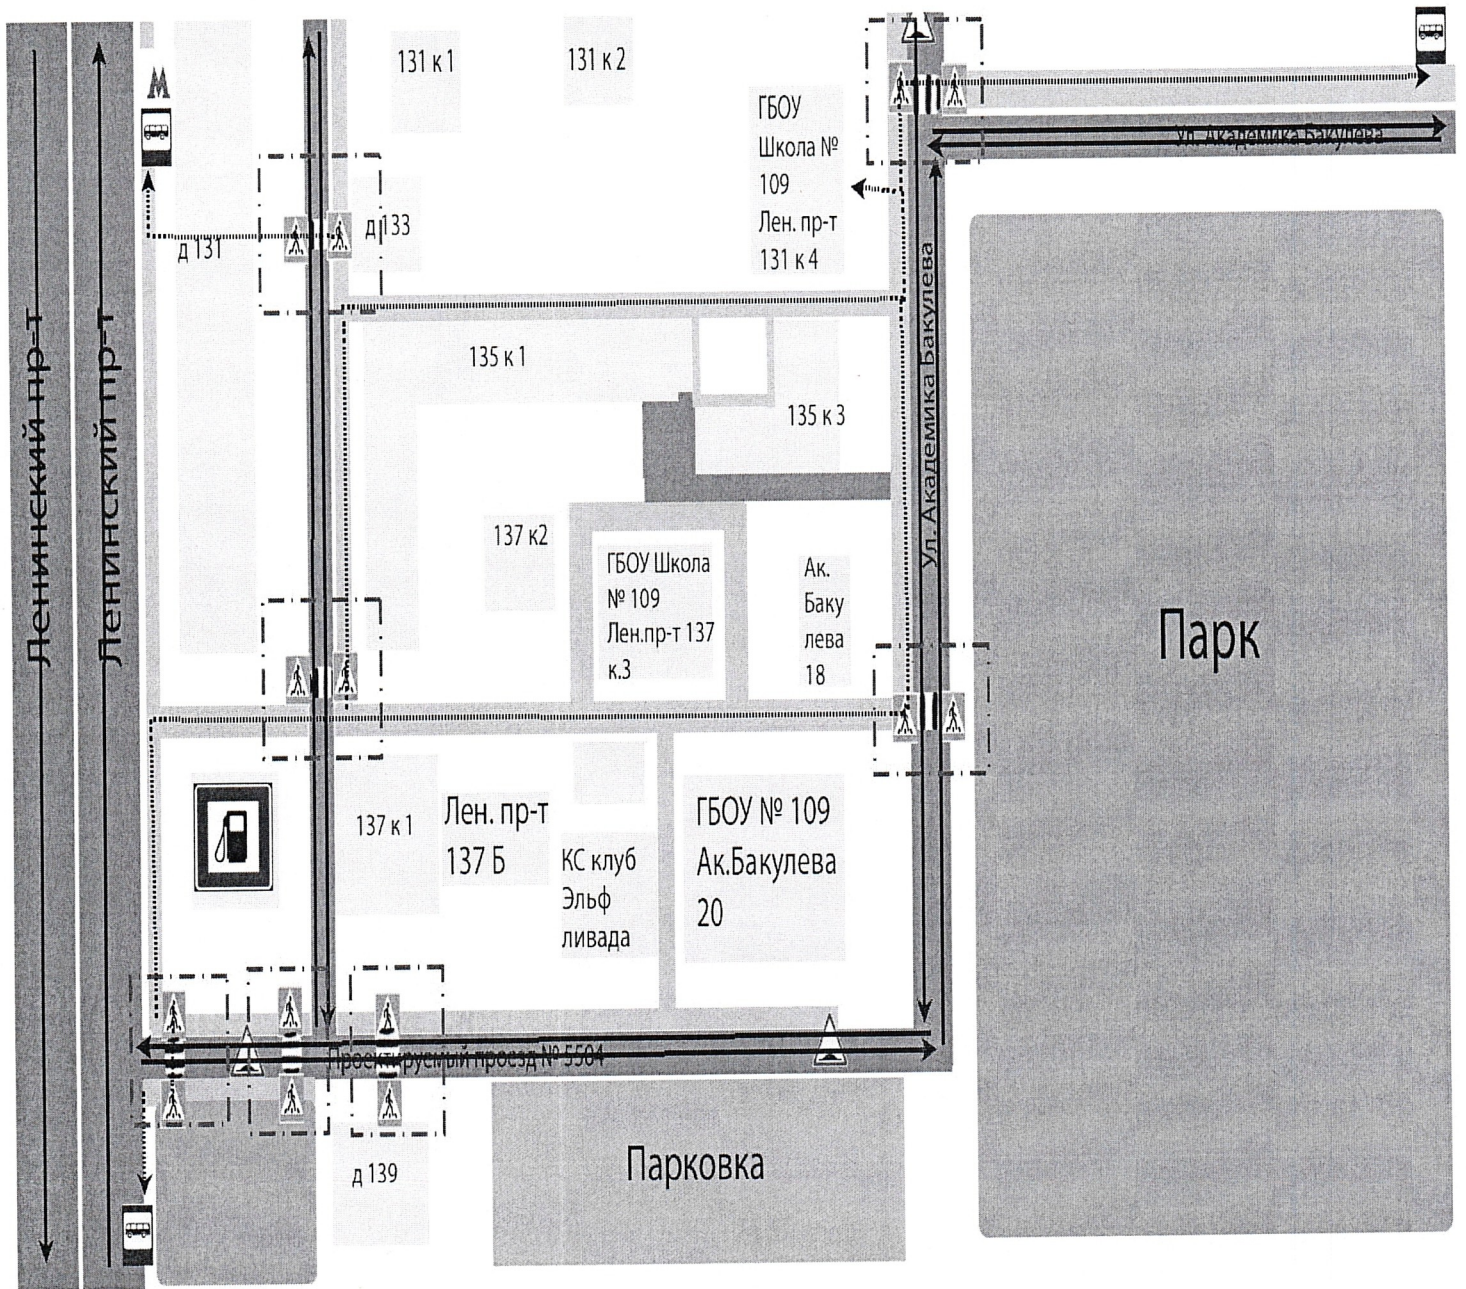 131 к 1
131 к 2
М
ГБОУ
Школа №
109
Лен. пр-т
131 к 4
Ул. Академика Бакулева
д 131
д 133
Ленинский пр-т
Ленинский пр-т
135 к 1
135 к 3
Ул. Академика Бакулева
137 к2
ГБОУ Школа
№ 109
Лен.пр-т 137
к.3
Ак.
Баку
лева
18
Парк
137 к 1
Лен. пр-т
137 Б
КС клуб
Эльф
ливада
ГБОУ № 109
Ак.Бакулева
20
Проектируемый проезд № 5504
д 139
Парковка